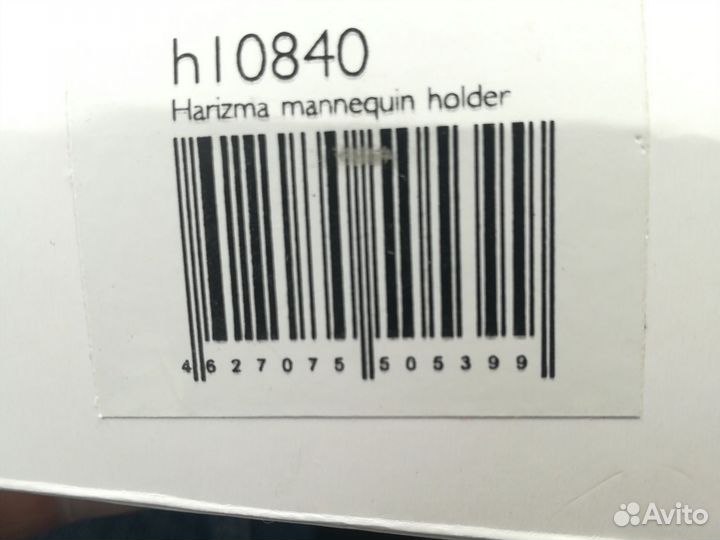 h10840
Harizma mannequin holder
4 627075 505399
Avito